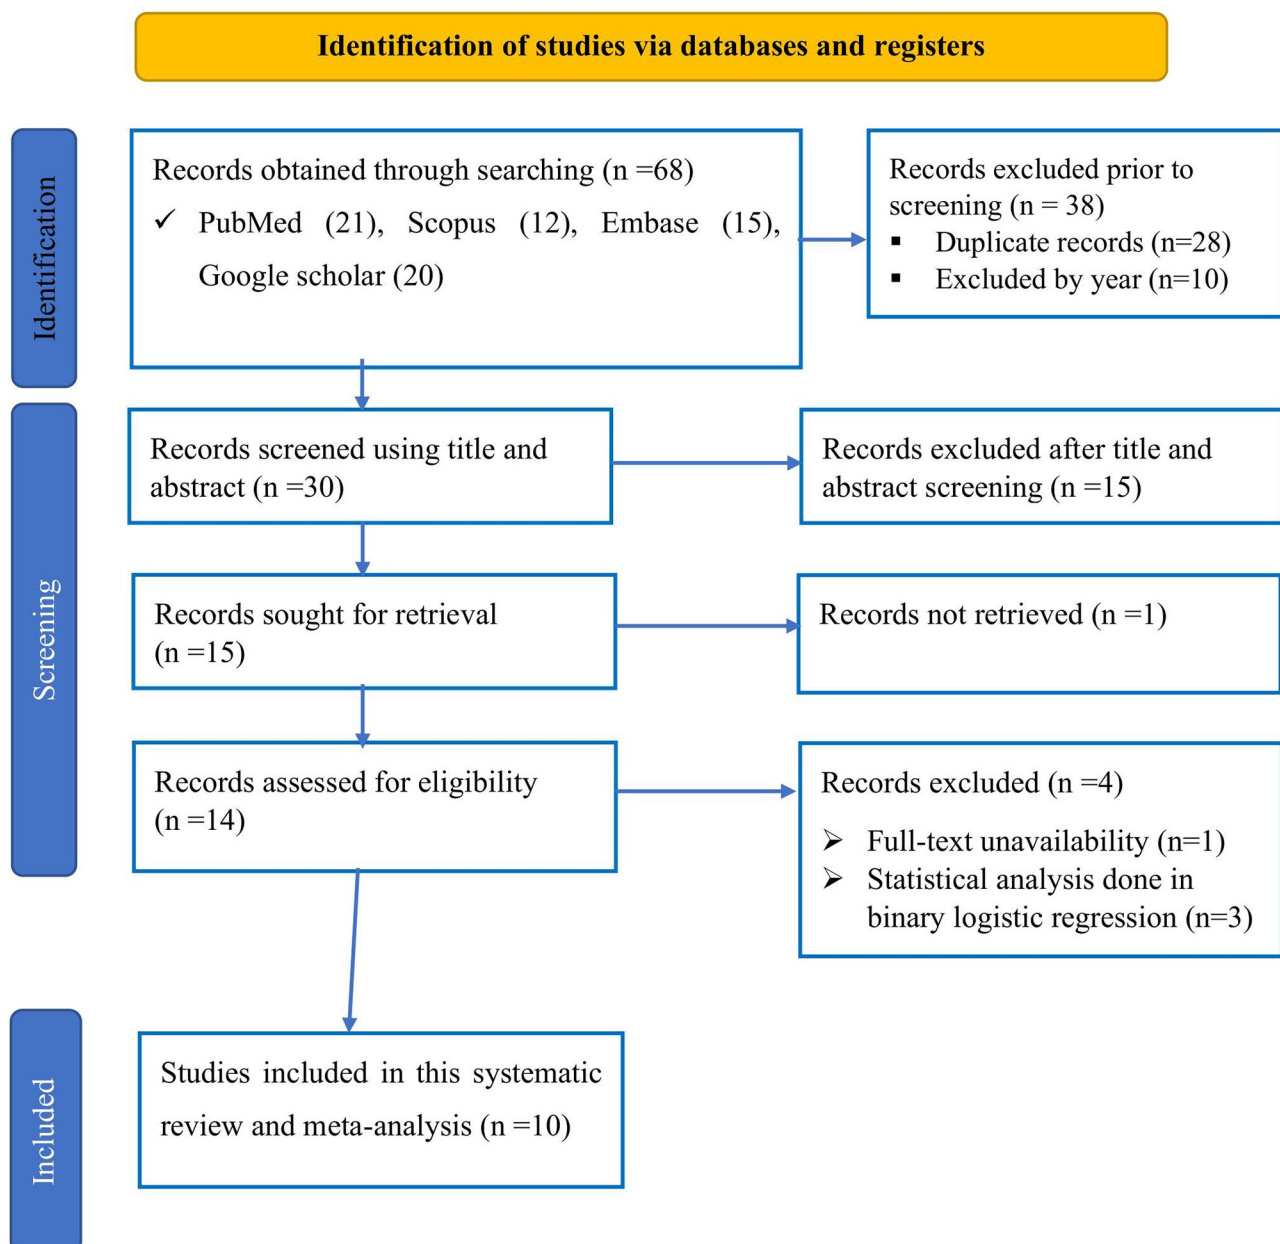 Identification of studies via databases and registers
Identification
Records obtained through searching (n =68)
✓ PubMed (21), Scopus (12), Embase (15),
Google scholar (20)
Records excluded prior to
screening (n = 38)
▪ Duplicate records (n=28)
▪ Excluded by year (n=10)
Screening
Records screened using title and
abstract (n =30)
Records excluded after title and
abstract screening (n =15)
Records sought for retrieval
(n =15)
Records not retrieved (n =1)
Records assessed for eligibility
(n =14)
Records excluded (n =4)
➢ Full-text unavailability (n=1)
➢ Statistical analysis done in
binary logistic regression (n=3)
Included
Studies included in this systematic
review and meta-analysis (n =10)